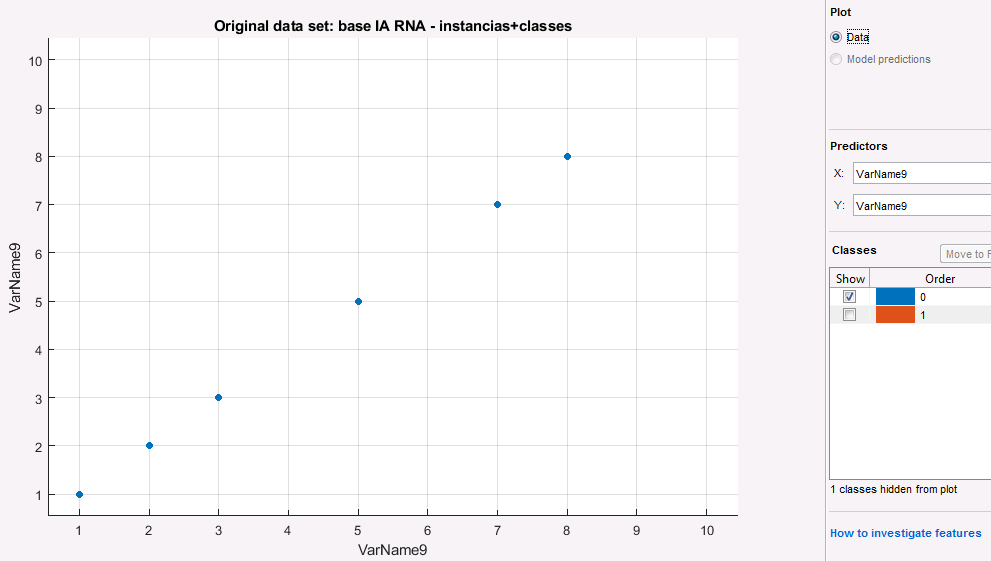 Original data set: base IA RNA - instancias+classes
10
9
8
7
6
5
4
3
2
1
VarName9
1 2 3 4 5 6 7 8 9 10
VarName9
Plot
Data
Model predictions
Predictors
X: VarName9
Y: VarName9
Classes
Move to F
Show Order
0
1
1 classes hidden from plot
How to investigate features